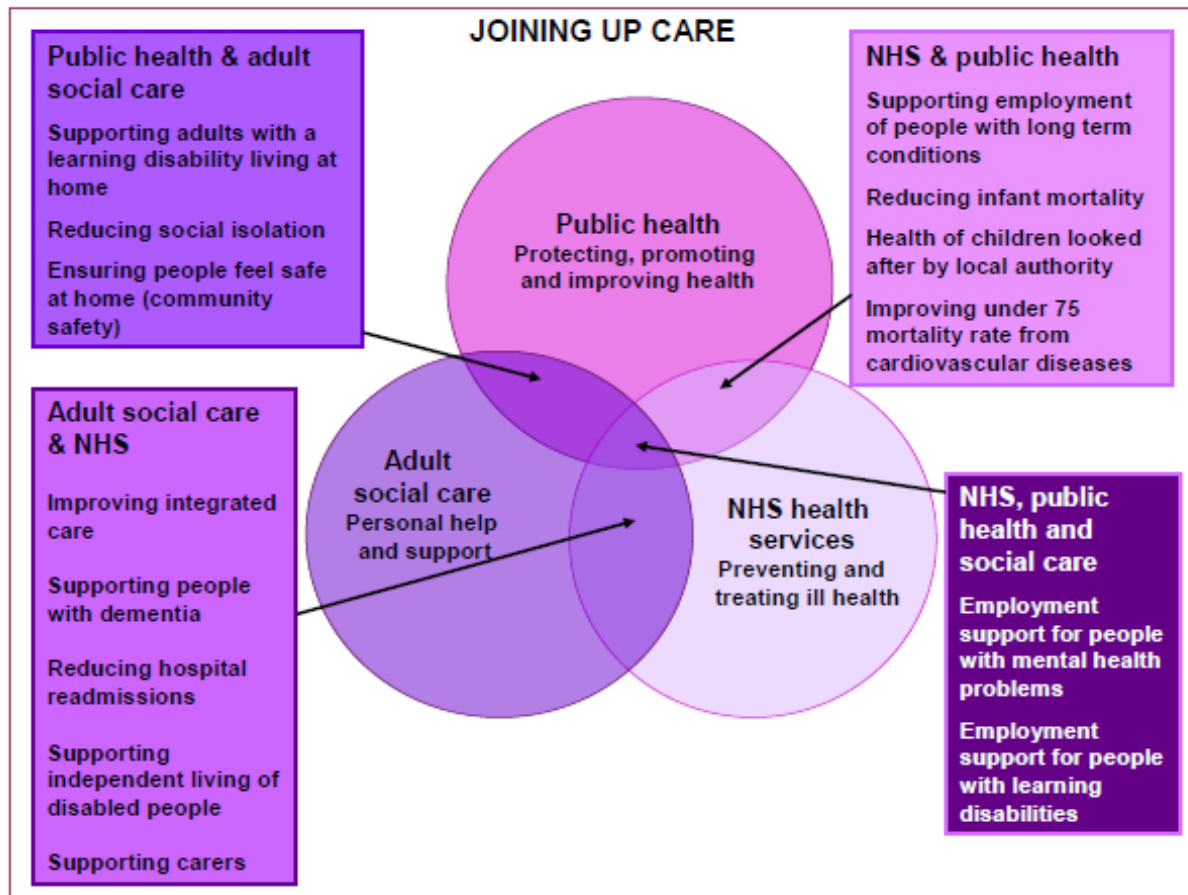 JOINING UP CARE
Public health & adult
social care
Supporting adults with a
learning disability living at
home
Reducing social isolation
Ensuring people feel safe
at home (community
safety)
NHS & public health
Supporting employment
of people with long term
conditions
Reducing infant mortality
Health of children looked
after by local authority
Improving under 75
mortality rate from
cardiovascular diseases
Public health
Protecting, promoting
and improving health
Adult social care
& NHS
Improving integrated
care
Supporting people
with dementia
Reducing hospital
readmissions
Supporting
independent living of
disabled people
Supporting carers
Adult
social care
Personal help
and support
NHS health
services
Preventing and
treating ill health
NHS, public
health and
social care
Employment
support for people
with mental health
problems
Employment
support for people
with learning
disabilities